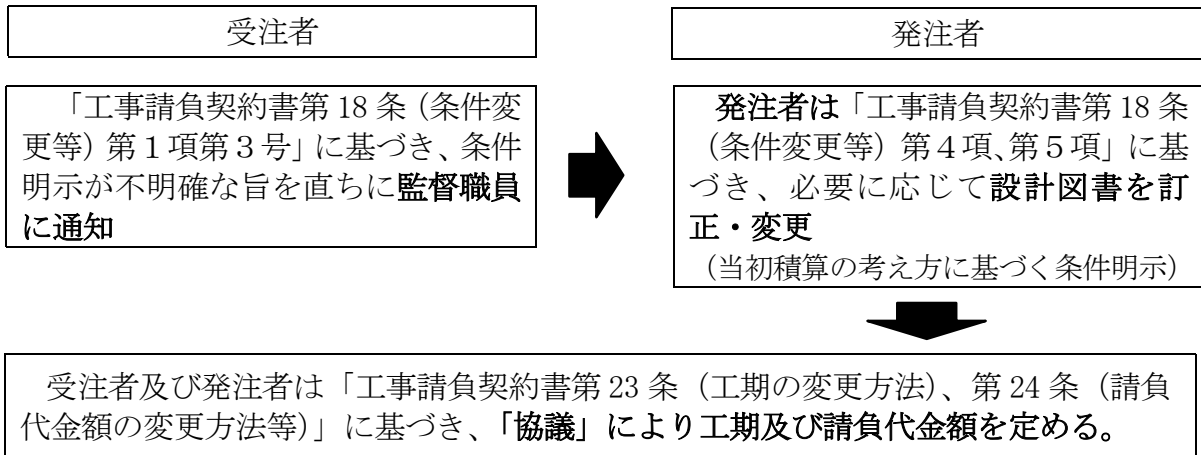 受注者
発注者
「工事請負契約書第 18 条(条件変
更等)第１項第３号」に基づき、条件
明示が不明確な旨を直ちに監督職員
に通知
発注者は「工事請負契約書第 18 条
(条件変更等)第４項、第５項」に基
づき、必要に応じて設計図書を訂
正・変更
(当初積算の考え方に基づく条件明示)
受注者及び発注者は「工事請負契約書第 23 条(工期の変更方法)、第 24 条(請負
代金額の変更方法等)」に基づき、「協議」により工期及び請負代金額を定める。